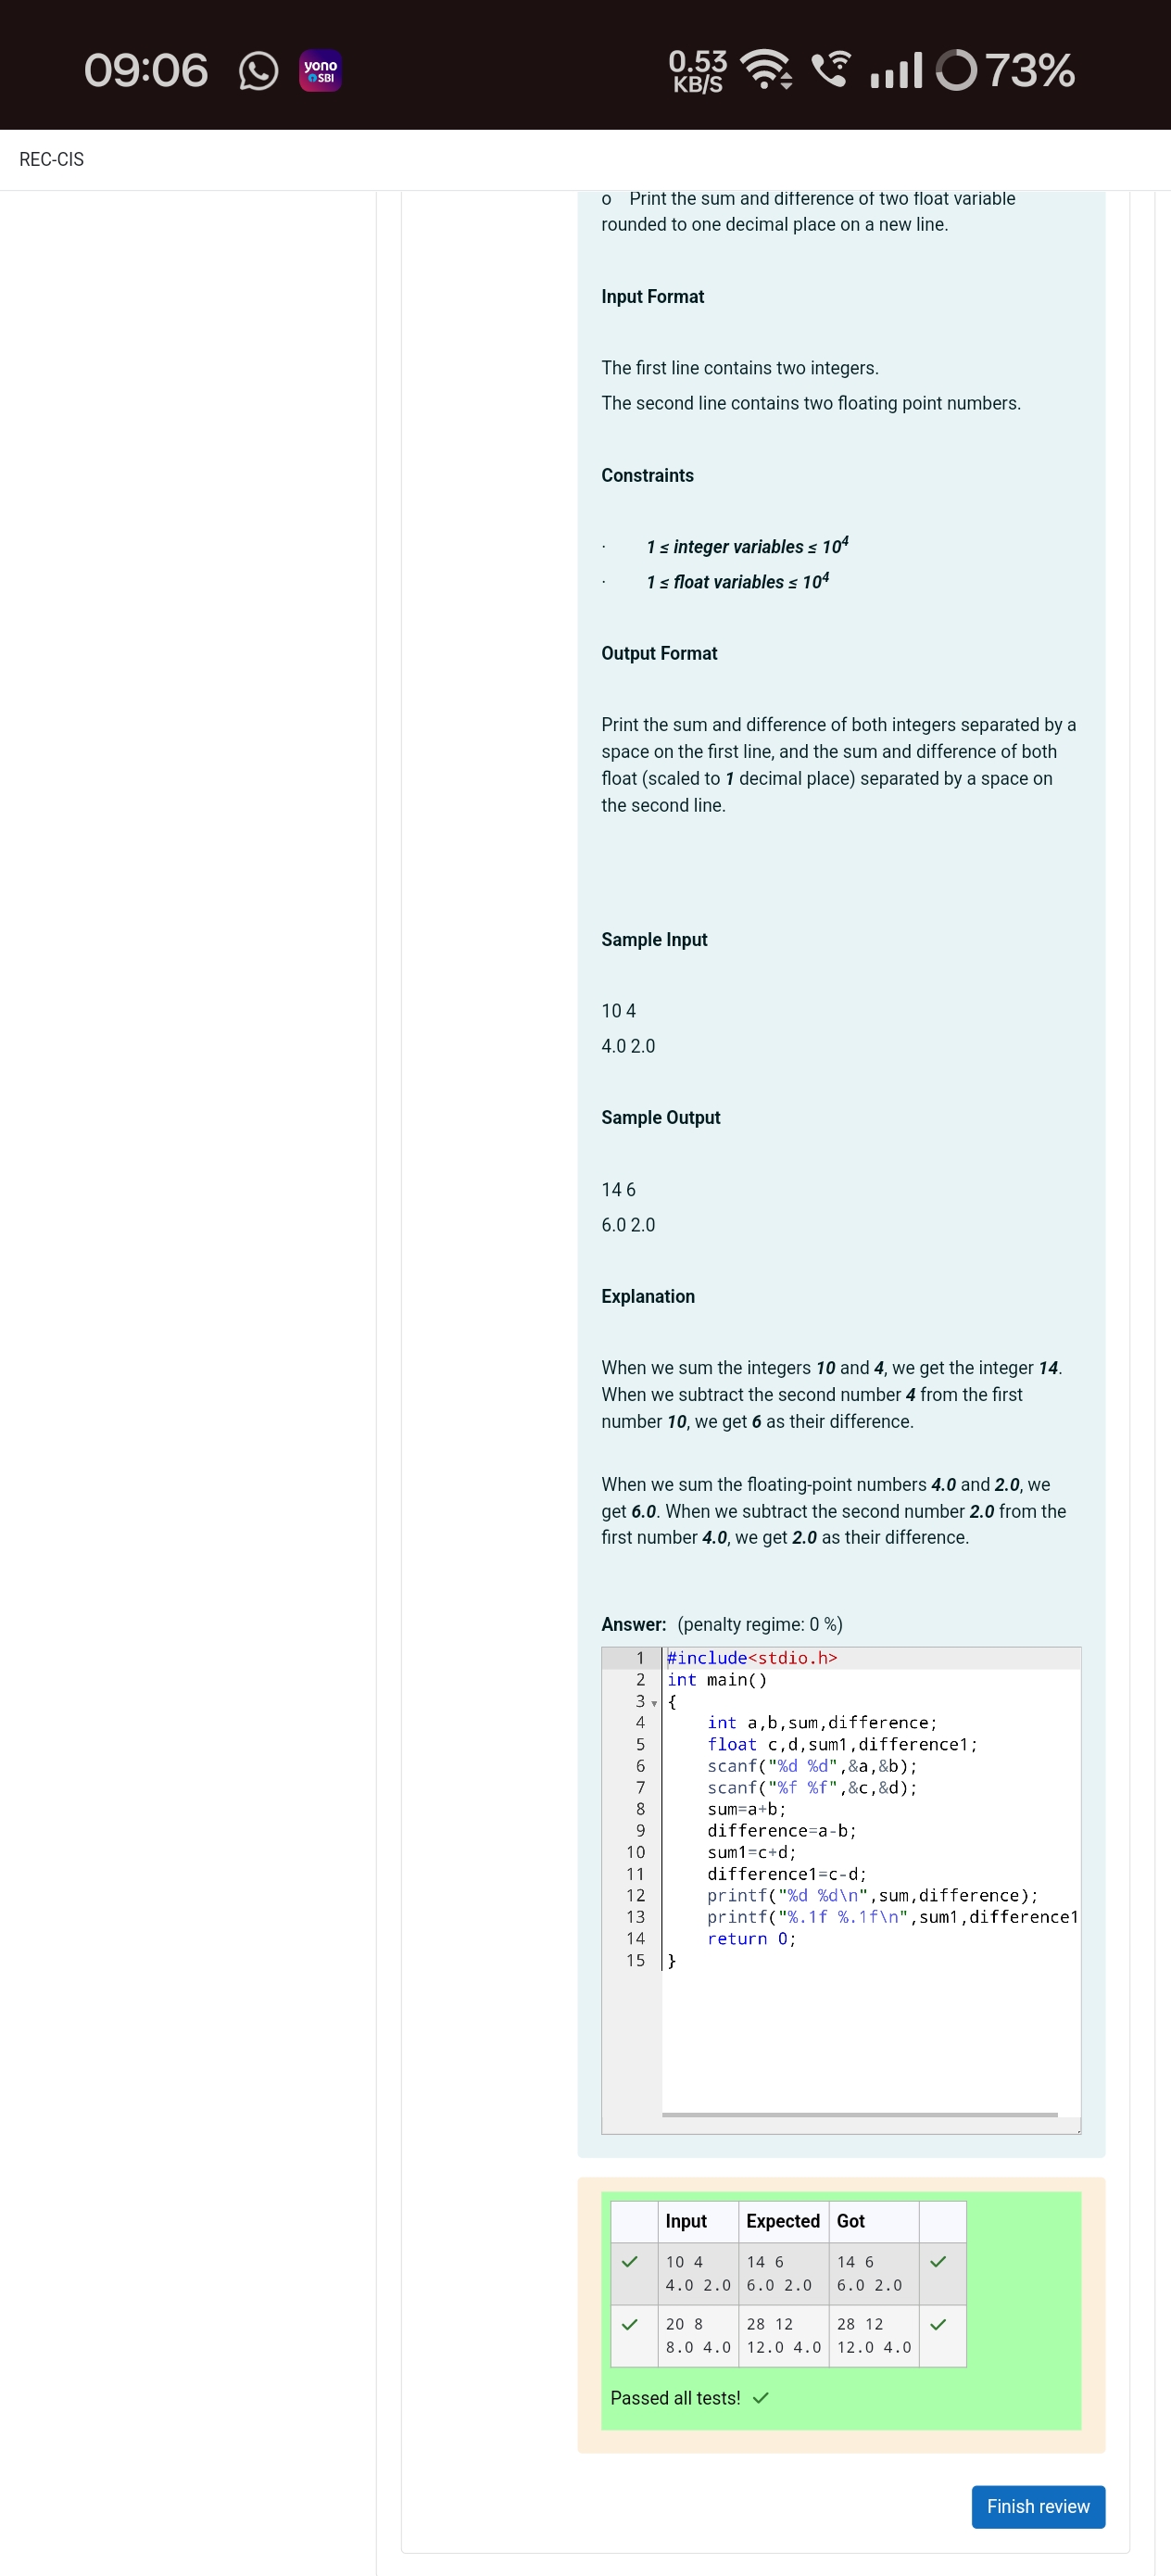 09:06 yono SBI 0.53 KB/S 73%
REC-CIS
o Print the sum and difference of two float variable
rounded to one decimal place on a new line.
Input Format
The first line contains two integers.
The second line contains two floating point numbers.
Constraints
· 1 ≤ integer variables ≤ 10⁴
· 1 ≤ float variables ≤ 10⁴
Output Format
Print the sum and difference of both integers separated by a
space on the first line, and the sum and difference of both
float (scaled to 1 decimal place) separated by a space on
the second line.
Sample Input
10 4
4.0 2.0
Sample Output
14 6
6.0 2.0
Explanation
When we sum the integers 10 and 4, we get the integer 14.
When we subtract the second number 4 from the first
number 10, we get 6 as their difference.
When we sum the floating-point numbers 4.0 and 2.0, we
get 6.0. When we subtract the second number 2.0 from the
first number 4.0, we get 2.0 as their difference.
Answer: (penalty regime: 0 %)
1 #include<stdio.h>
2 int main()
3 {
4 int a,b,sum,difference;
5 float c,d,sum1,difference1;
6 scanf("%d %d",&a,&b);
7 scanf("%f %f",&c,&d);
8 sum=a+b;
9 difference=a-b;
10 sum1=c+d;
11 difference1=c-d;
12 printf("%d %d\n",sum,difference);
13 printf("%.1f %.1f\n",sum1,difference1
14 return 0;
15 }
Input Expected Got
10 4 14 6 14 6
4.0 2.0 6.0 2.0 6.0 2.0
20 8 28 12 28 12
8.0 4.0 12.0 4.0 12.0 4.0
Passed all tests!
Finish review